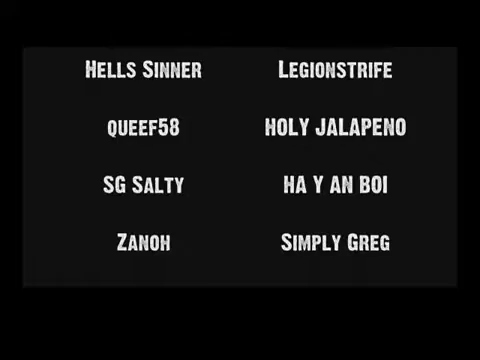 Hells Sinner Legionstrife
queef58 HOLY JALAPENO
SG Salty HA Y AN BOI
Zanoh Simply Greg